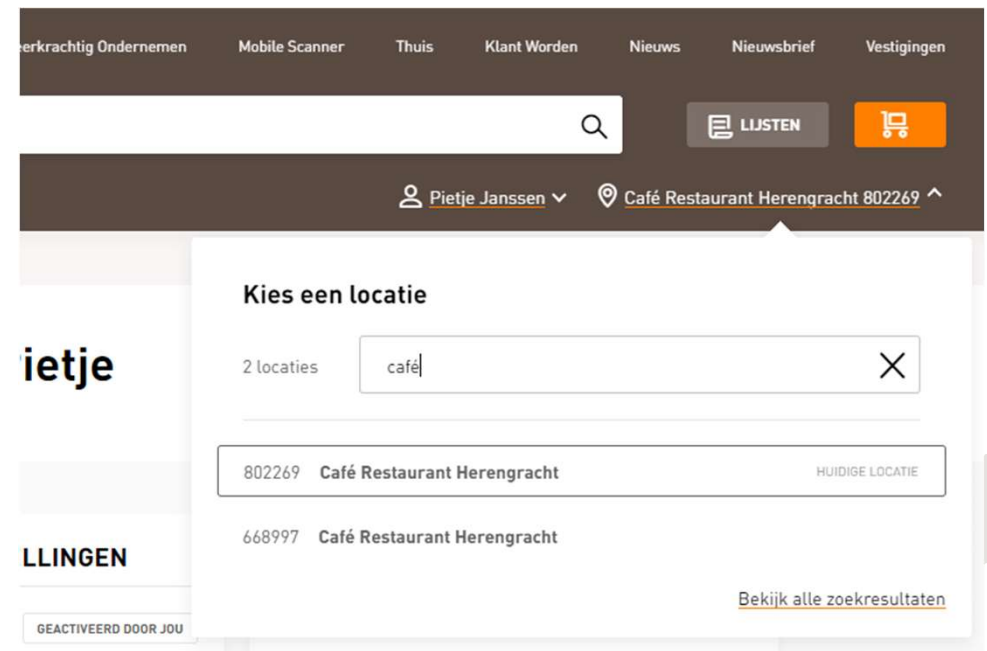 eerkrachtig Ondernemen Mobile Scanner Thuis Klant Worden Nieuws Nieuwsbrief Vestigingen
LIJSTEN
Pietje Janssen Café Restaurant Herengracht 802269
Kies een locatie
ietje
2 locaties café
802269 Café Restaurant Herengracht HUIDIGE LOCATIE
668997 Café Restaurant Herengracht
LLINGEN
Bekijk alle zoekresultaten
GEACTIVEERD DOOR JOU